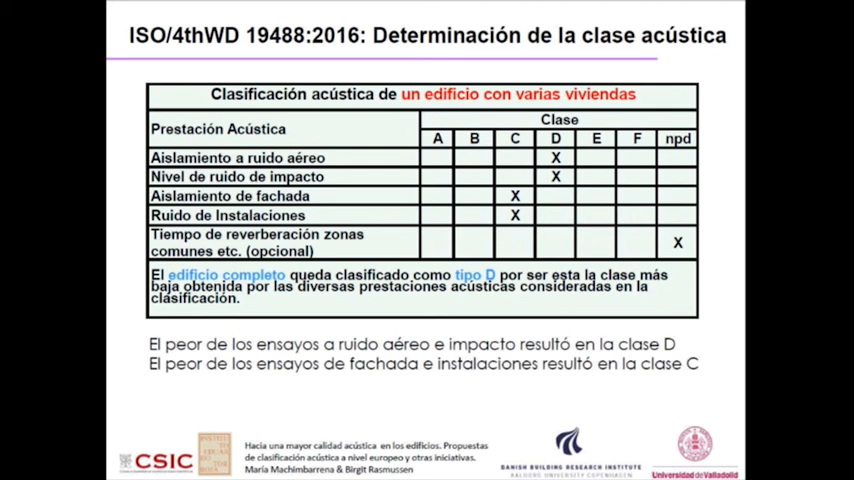 ISO/4thWD 19488:2016: Determinación de la clase acústica
Clasificación acústica de un edificio con varias viviendas
Prestación Acústica
Clase
A B C D E F npd
Aislamiento a ruido aéreo X
Nivel de ruido de impacto X
Aislamiento de fachada X
Ruido de Instalaciones X
Tiempo de reverberación zonas
comunes etc. (opcional) X
El edificio completo queda clasificado como tipo D por ser esta la clase más
baja obtenida por las diversas prestaciones acústicas consideradas en la
clasificación.
El peor de los ensayos a ruido aéreo e impacto resultó en la clase D
El peor de los ensayos de fachada e instalaciones resultó en la clase C
CSIC
Hacia una mayor calidad acústica en los edificios. Propuestas
de clasificación acústica a nivel europeo y otras iniciativas.
María Machimbarrena & Birgit Rasmussen
DANISH BUILDING RESEARCH INSTITUTE
AALBORG UNIVERSITY COPENHAGEN
Universidad de Valladolid